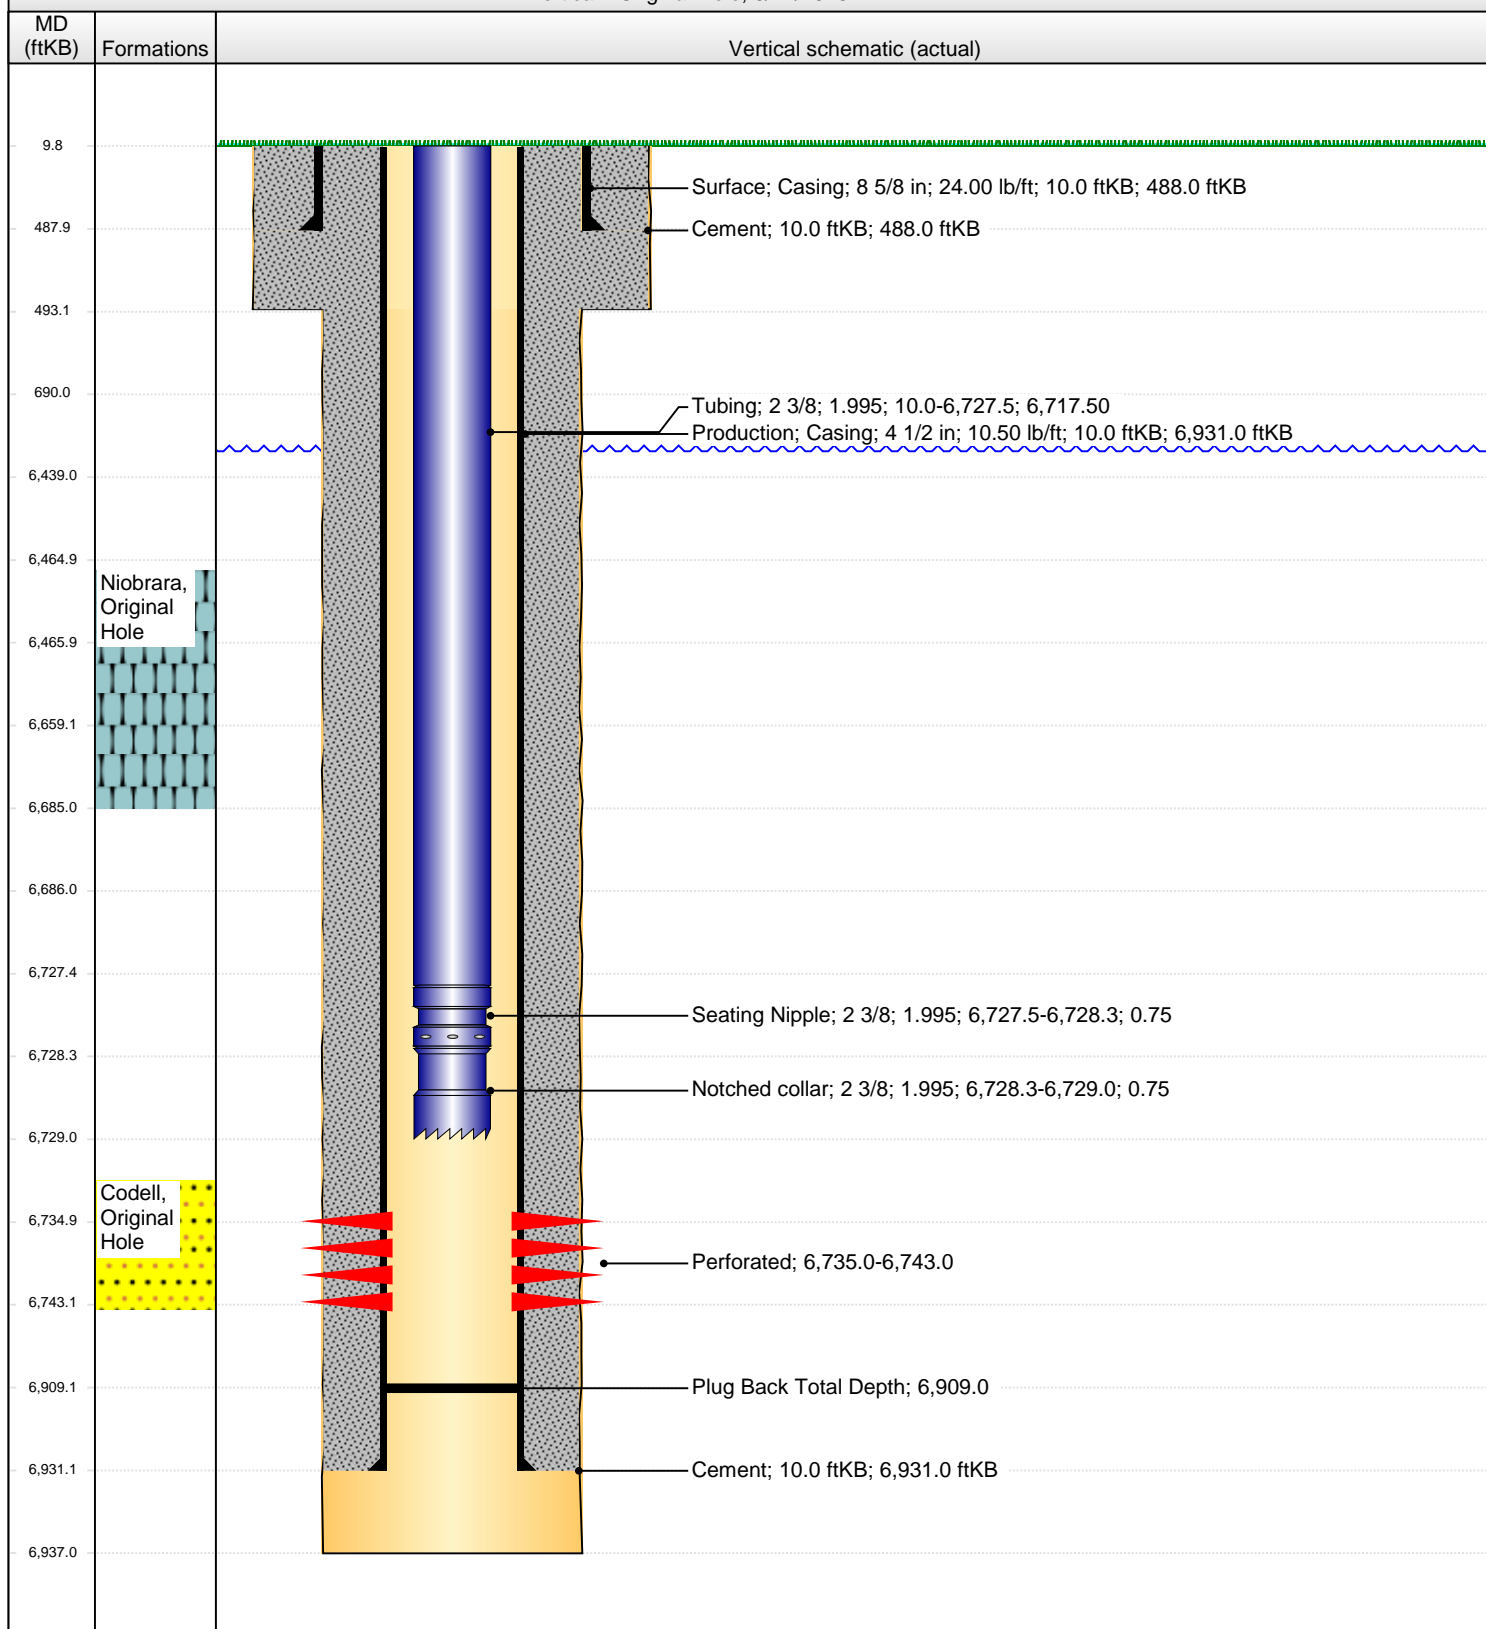 MD
(ftKB)
Formations
Vertical schematic (actual)
9.8
Surface; Casing; 8 5/8 in; 24.00 lb/ft; 10.0 ftKB; 488.0 ftKB
487.9
Cement; 10.0 ftKB; 488.0 ftKB
493.1
690.0
Tubing; 2 3/8; 1.995; 10.0-6,727.5; 6,717.50
Production; Casing; 4 1/2 in; 10.50 lb/ft; 10.0 ftKB; 6,931.0 ftKB
6,439.0
6,464.9
Niobrara,
Original
Hole
6,465.9
6,659.1
6,685.0
6,686.0
6,727.4
Seating Nipple; 2 3/8; 1.995; 6,727.5-6,728.3; 0.75
6,728.3
Notched collar; 2 3/8; 1.995; 6,728.3-6,729.0; 0.75
6,729.0
Codell,
Original
Hole
6,734.9
Perforated; 6,735.0-6,743.0
6,743.1
6,909.1
Plug Back Total Depth; 6,909.0
6,931.1
Cement; 10.0 ftKB; 6,931.0 ftKB
6,937.0